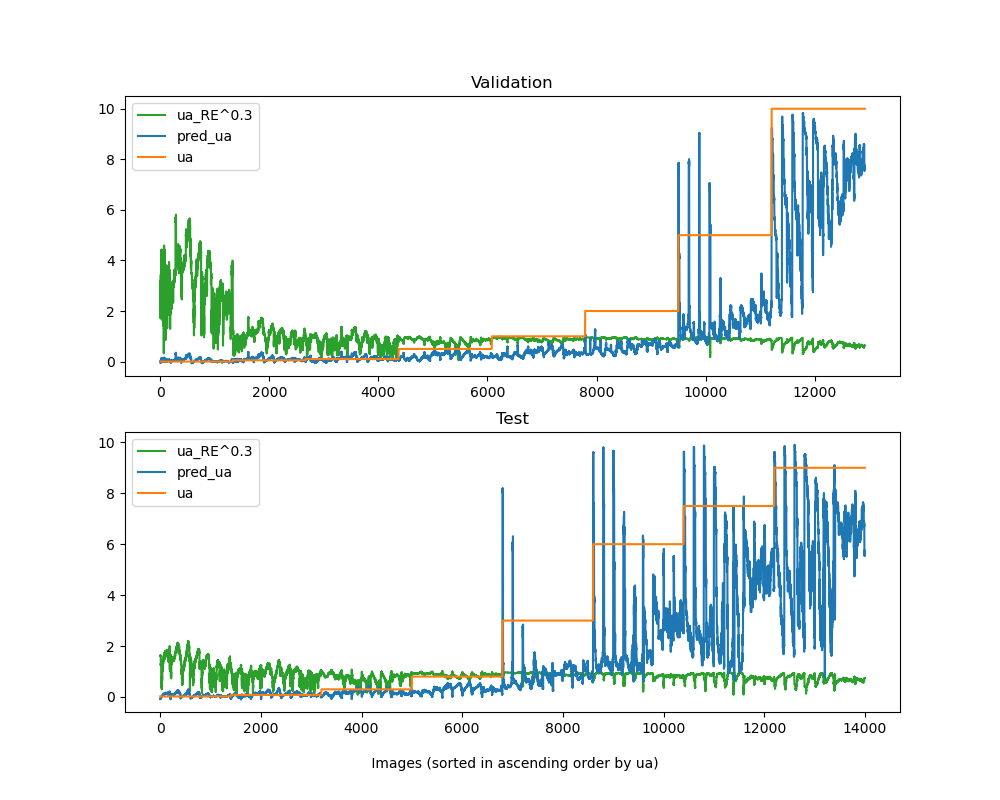 Validation
ua_RE^0.3
pred_ua
ua
10
8
6
4
2
0
0 2000 4000 6000 8000 10000 12000
Test
ua_RE^0.3
pred_ua
ua
10
8
6
4
2
0
0 2000 4000 6000 8000 10000 12000 14000
Images (sorted in ascending order by ua)